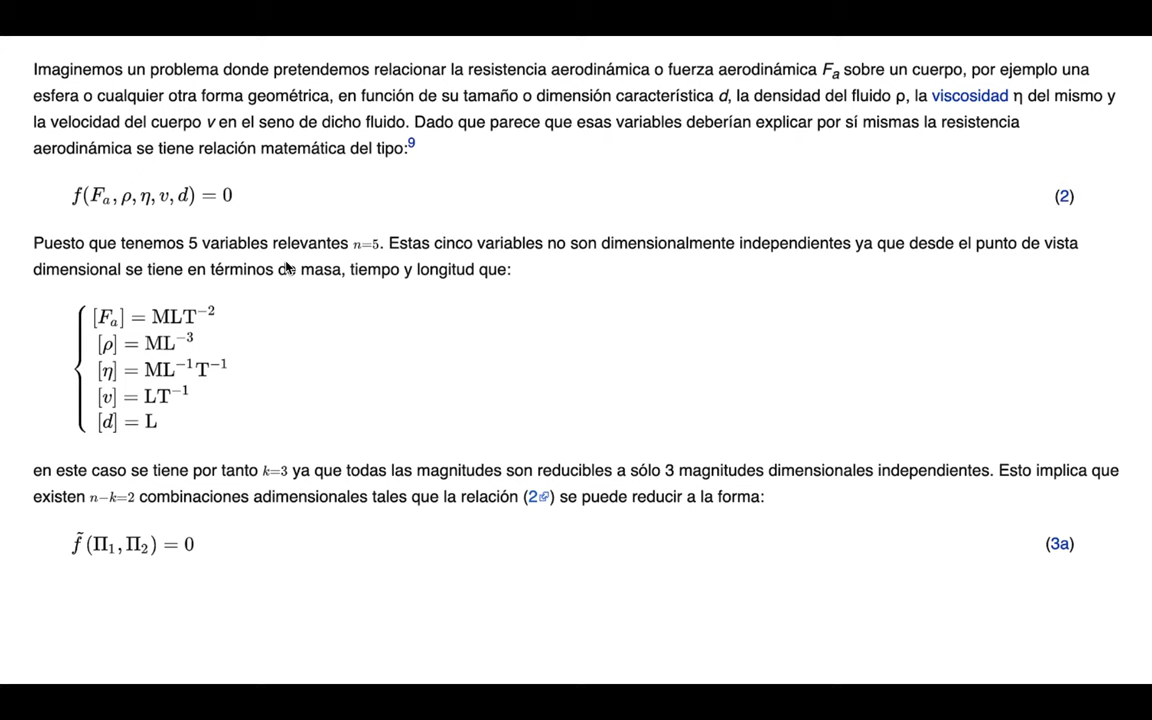 Imaginemos un problema donde pretendemos relacionar la resistencia aerodinámica o fuerza aerodinámica Fₐ sobre un cuerpo, por ejemplo una
esfera o cualquier otra forma geométrica, en función de su tamaño o dimensión característica d, la densidad del fluido ρ, la viscosidad η del mismo y
la velocidad del cuerpo v en el seno de dicho fluido. Dado que parece que esas variables deberían explicar por sí mismas la resistencia
aerodinámica se tiene relación matemática del tipo:⁹
f(Fₐ, ρ, η, v, d) = 0 (2)
Puesto que tenemos 5 variables relevantes n=5. Estas cinco variables no son dimensionalmente independientes ya que desde el punto de vista
dimensional se tiene en términos de masa, tiempo y longitud que:
[Fₐ] = MLT⁻²
[ρ] = ML⁻³
[η] = ML⁻¹T⁻¹
[v] = LT⁻¹
[d] = L
en este caso se tiene por tanto k=3 ya que todas las magnitudes son reducibles a sólo 3 magnitudes dimensionales independientes. Esto implica que
existen n−k=2 combinaciones adimensionales tales que la relación (2) se puede reducir a la forma:
f̃ (Π₁, Π₂) = 0 (3a)